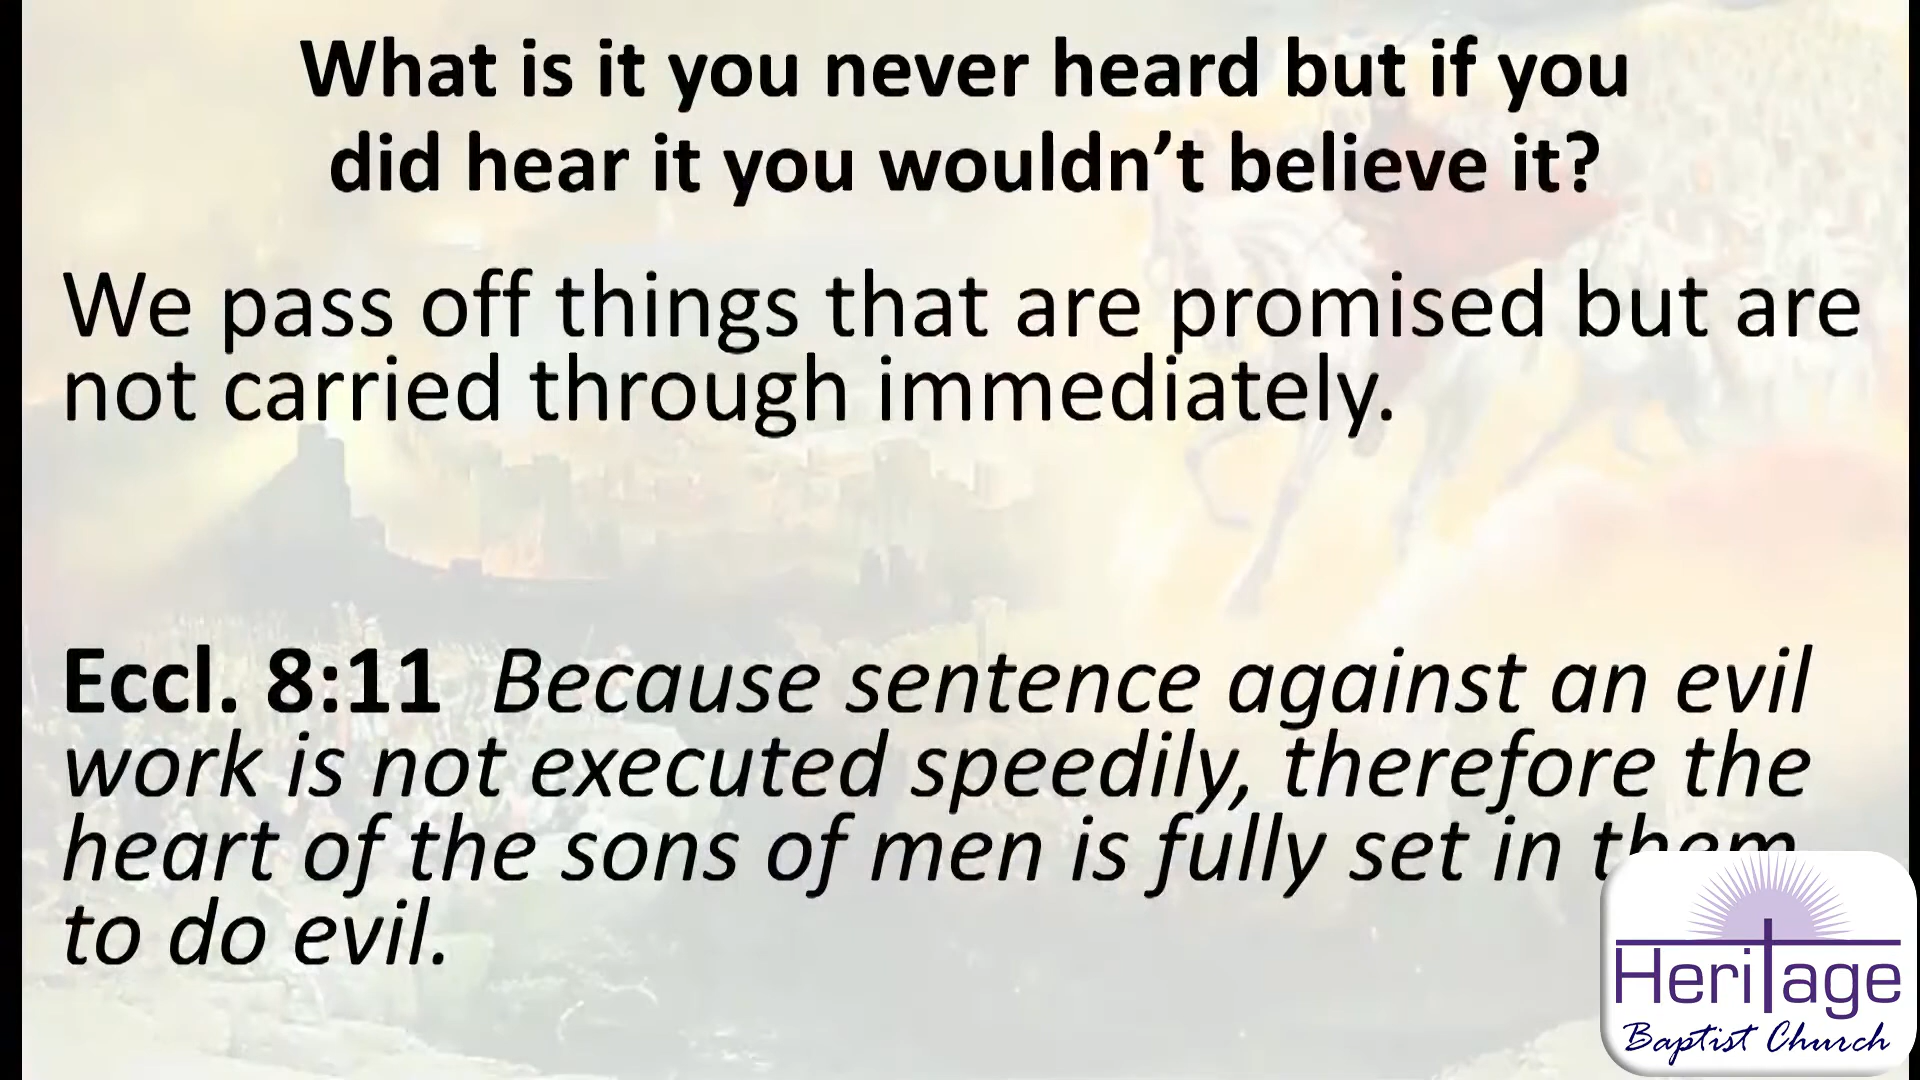 What is it you never heard but if you
did hear it you wouldn’t believe it?
We pass off things that are promised but are
not carried through immediately.
Eccl. 8:11 Because sentence against an evil
work is not executed speedily, therefore the
heart of the sons of men is fully set in them
to do evil.
Heritage
Baptist Church